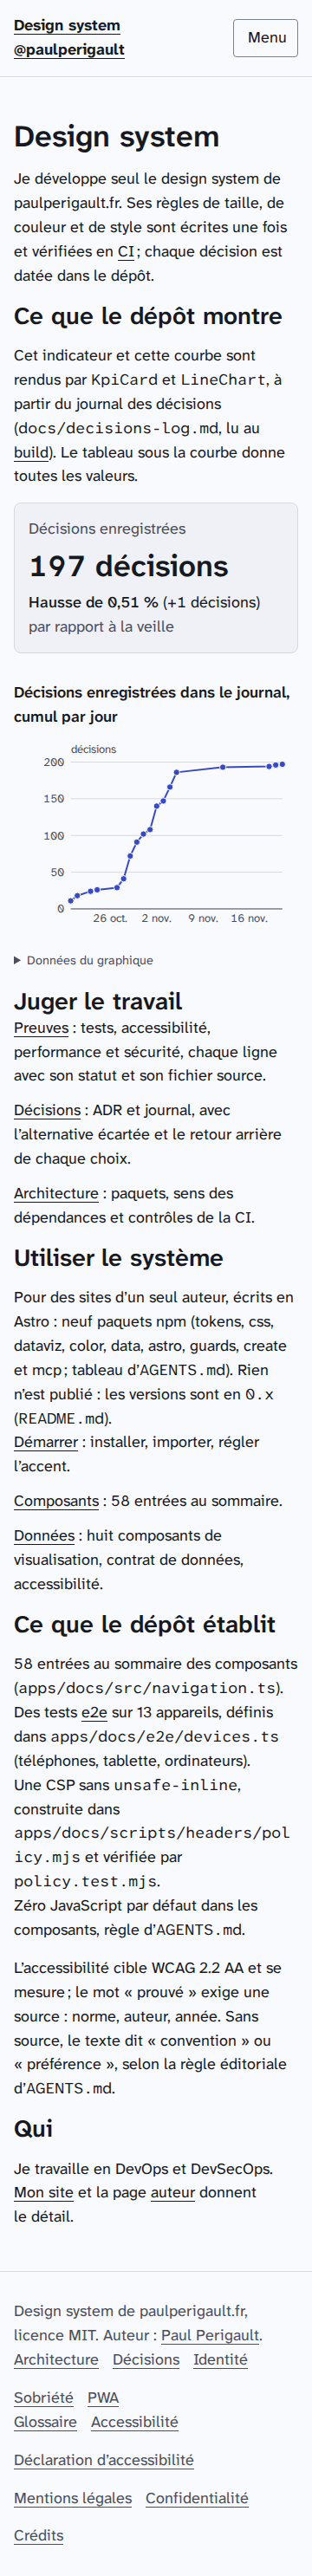 Design system
@paulperigault
Menu
Design system
Je développe seul le design system de
paulperigault.fr. Ses règles de taille, de
couleur et de style sont écrites une fois
et vérifiées en CI ; chaque décision est
datée dans le dépôt.
Ce que le dépôt montre
Cet indicateur et cette courbe sont
rendus par KpiCard et LineChart, à
partir du journal des décisions
(docs/decisions-log.md, lu au
build). Le tableau sous la courbe donne
toutes les valeurs.
Décisions enregistrées
197 décisions
Hausse de 0,51 % (+1 décisions)
par rapport à la veille
Décisions enregistrées dans le journal,
cumul par jour
décisions
200
150
100
50
0
26 oct. 2 nov. 9 nov. 16 nov.
▶ Données du graphique
Juger le travail
Preuves : tests, accessibilité,
performance et sécurité, chaque ligne
avec son statut et son fichier source.
Décisions : ADR et journal, avec
l’alternative écartée et le retour arrière
de chaque choix.
Architecture : paquets, sens des
dépendances et contrôles de la CI.
Utiliser le système
Pour des sites d’un seul auteur, écrits en
Astro : neuf paquets npm (tokens, css,
dataviz, color, data, astro, guards, create
et mcp ; tableau d’AGENTS.md). Rien
n’est publié : les versions sont en 0.x
(README.md).
Démarrer : installer, importer, régler
l’accent.
Composants : 58 entrées au sommaire.
Données : huit composants de
visualisation, contrat de données,
accessibilité.
Ce que le dépôt établit
58 entrées au sommaire des composants
(apps/docs/src/navigation.ts).
Des tests e2e sur 13 appareils, définis
dans apps/docs/e2e/devices.ts
(téléphones, tablette, ordinateurs).
Une CSP sans unsafe-inline,
construite dans
apps/docs/scripts/headers/pol
icy.mjs et vérifiée par
policy.test.mjs.
Zéro JavaScript par défaut dans les
composants, règle d’AGENTS.md.
L’accessibilité cible WCAG 2.2 AA et se
mesure ; le mot « prouvé » exige une
source : norme, auteur, année. Sans
source, le texte dit « convention » ou
« préférence », selon la règle éditoriale
d’AGENTS.md.
Qui
Je travaille en DevOps et DevSecOps.
Mon site et la page auteur donnent
le détail.
Design system de paulperigault.fr,
licence MIT. Auteur : Paul Perigault.
Architecture Décisions Identité
Sobriété PWA
Glossaire Accessibilité
Déclaration d’accessibilité
Mentions légales Confidentialité
Crédits